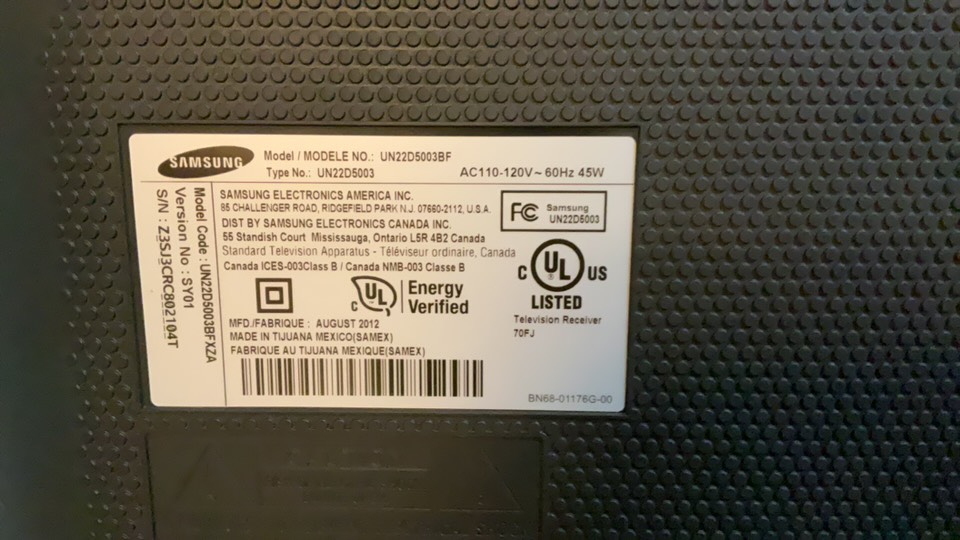 SAMSUNG
Model / MODELE NO.: UN22D5003BF
Type No.: UN22D5003
AC110-120V~ 60Hz 45W
SAMSUNG ELECTRONICS AMERICA INC.
85 CHALLENGER ROAD, RIDGEFIELD PARK N.J. 07660-2112, U.S.A.
DIST BY SAMSUNG ELECTRONICS CANADA INC.
55 Standish Court Mississauga, Ontario L5R 4B2 Canada
Standard Television Apparatus - Téléviseur ordinaire, Canada
Canada ICES-003Class B / Canada NMB-003 Classe B
FC Samsung
UN22D5003
C UL US
LISTED
Television Receiver
70FJ
C UL Energy
Verified
MFD./FABRIQUE : AUGUST 2012
MADE IN TIJUANA MEXICO(SAMEX)
FABRIQUE AU TIJUANA MEXIQUE(SAMEX)
BN68-01176G-00
Model Code : UN22D5003BFXZA
Version No : SY01
S/N : Z3SJ3CRC802104T